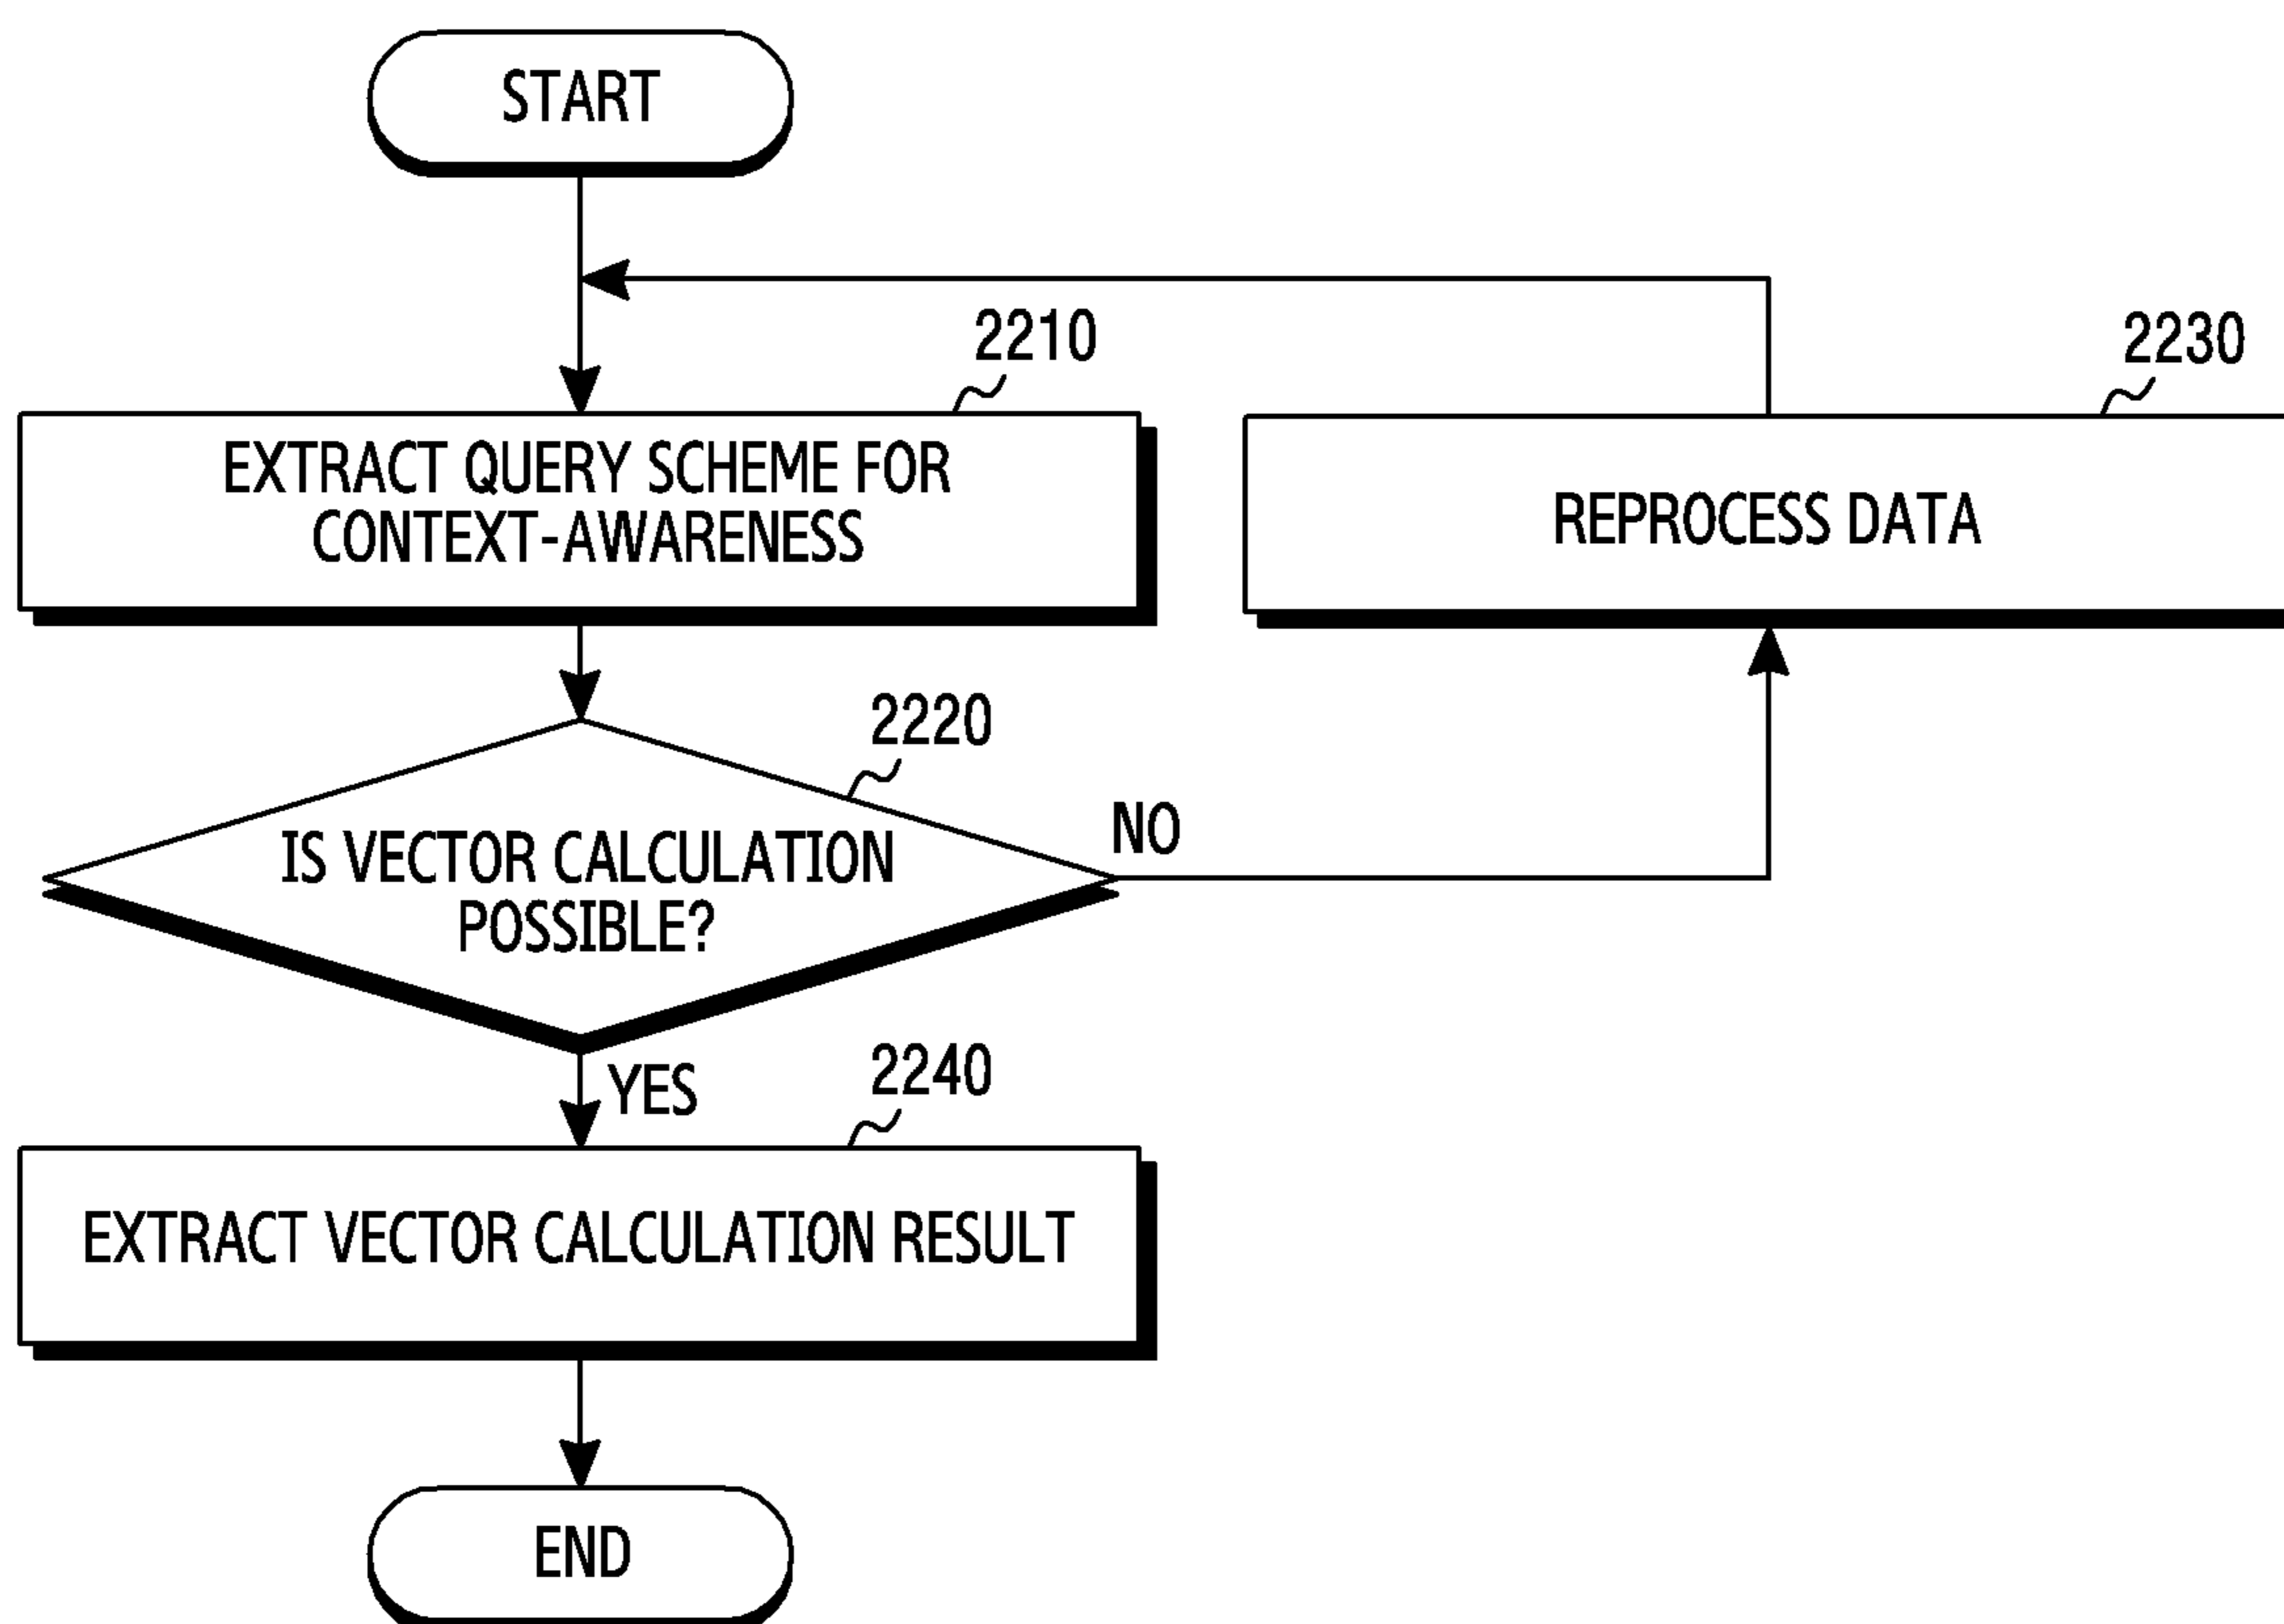 START
2210
2230
EXTRACT QUERY SCHEME FOR
CONTEXT-AWARENESS
REPROCESS DATA
2220
NO
IS VECTOR CALCULATION
POSSIBLE?
YES
2240
EXTRACT VECTOR CALCULATION RESULT
END